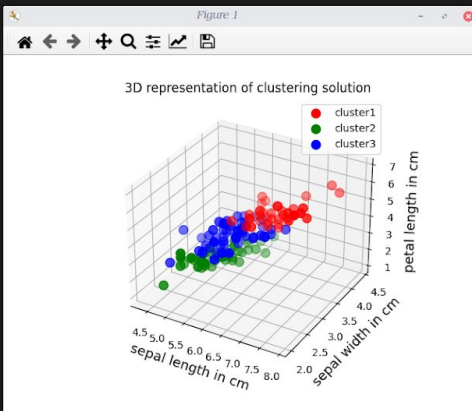 Figure 1
3D representation of clustering solution
cluster1
cluster2
cluster3
7
6
5
4
3
2
1
petal length in cm
4.5
4.0
3.5
3.0
2.5
2.0
sepal width in cm
4.5
5.0
5.5
6.0
6.5
7.0
7.5
8.0
sepal length in cm